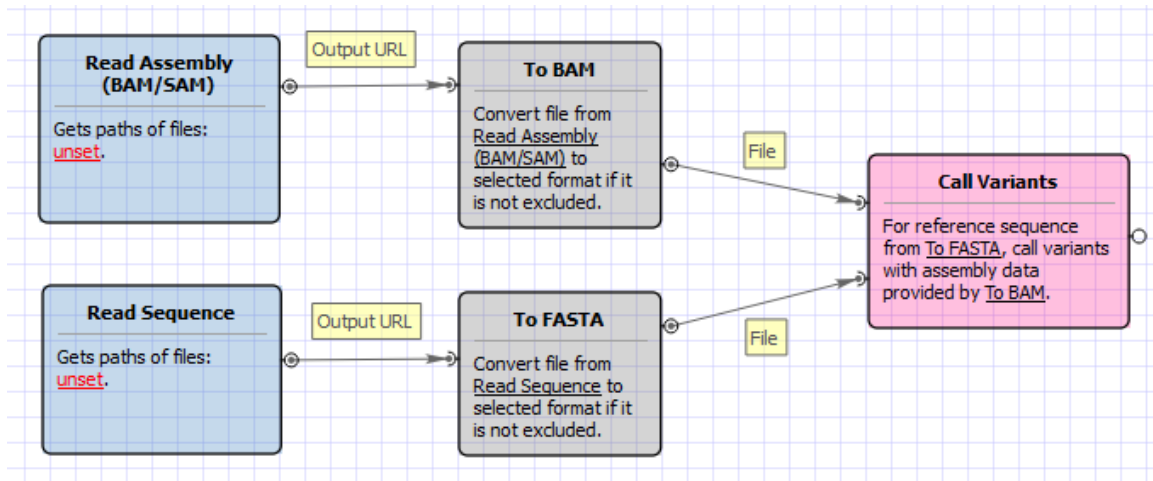 Read Assembly
(BAM/SAM)
Gets paths of files:
unset.
Output URL
To BAM
Convert file from
Read Assembly
(BAM/SAM) to
selected format if it
is not excluded.
File
Call Variants
For reference sequence
from To FASTA, call variants
with assembly data
provided by To BAM.
Read Sequence
Gets paths of files:
unset.
Output URL
To FASTA
Convert file from
Read Sequence to
selected format if it
is not excluded.
File